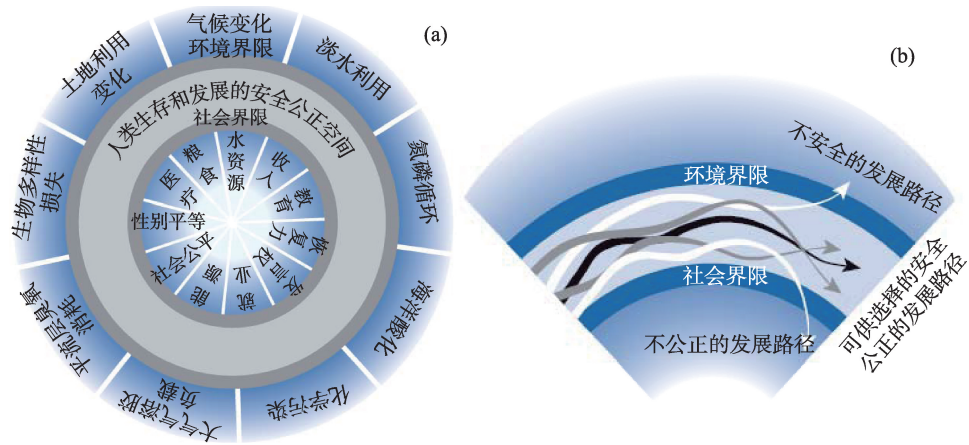 (a)
气候变化
环境界限
淡水利用
氮磷循环
海洋酸化
化学污染
大气气溶胶
负载
平流层臭氧
消耗
生物多样性
损失
土地利用
变化
人类生存和发展的安全公正空间
社会界限
水资源
收入
教育
恢复力
发言权
就业
能源
社会公平
性别平等
医疗
粮食
(b)
不安全的发展路径
环境界限
社会界限
不公正的发展路径
可供选择的安全
公正的发展路径